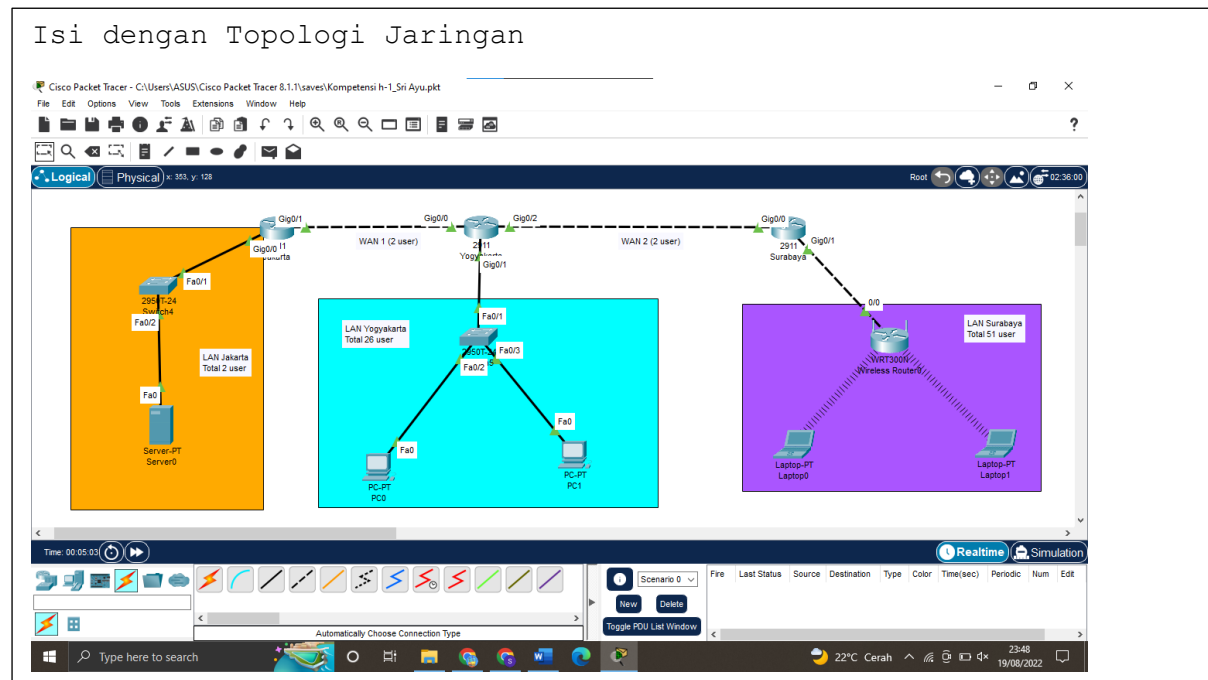 Isi dengan Topologi Jaringan
Cisco Packet Tracer - C:\Users\ASUS\Cisco Packet Tracer 8.1.1\saves\Kompetensi h-1_Sri Ayu.pkt
File Edit Options View Tools Extensions Window Help
?
Logical Physical x: 353, y: 128 Root 02:36:00
Gig0/1 Gig0/0 Gig0/2 Gig0/0
WAN 1 (2 user) WAN 2 (2 user)
Gig0/0 2911 2911 Gig0/1
Surabaya
Gig0/1
Fa0/1
2950T-24
Switch4
Fa0/2
0/0
Fa0/1
LAN Yogyakarta
Total 26 user
LAN Surabaya
Total 51 user
LAN Jakarta
Total 2 user
Fa0/3
Fa0/2
WRT300N
Wireless Router0
Fa0
Fa0
Fa0
Server-PT
Server0
PC-PT
PC0
PC-PT
PC1
Laptop-PT
Laptop0
Laptop-PT
Laptop1
Time: 00:05:03 Realtime Simulation
Scenario 0 Fire Last Status Source Destination Type Color Time(sec) Periodic Num Edit
New Delete
Toggle PDU List Window
Automatically Choose Connection Type
Type here to search 22°C Cerah 23:48
19/08/2022